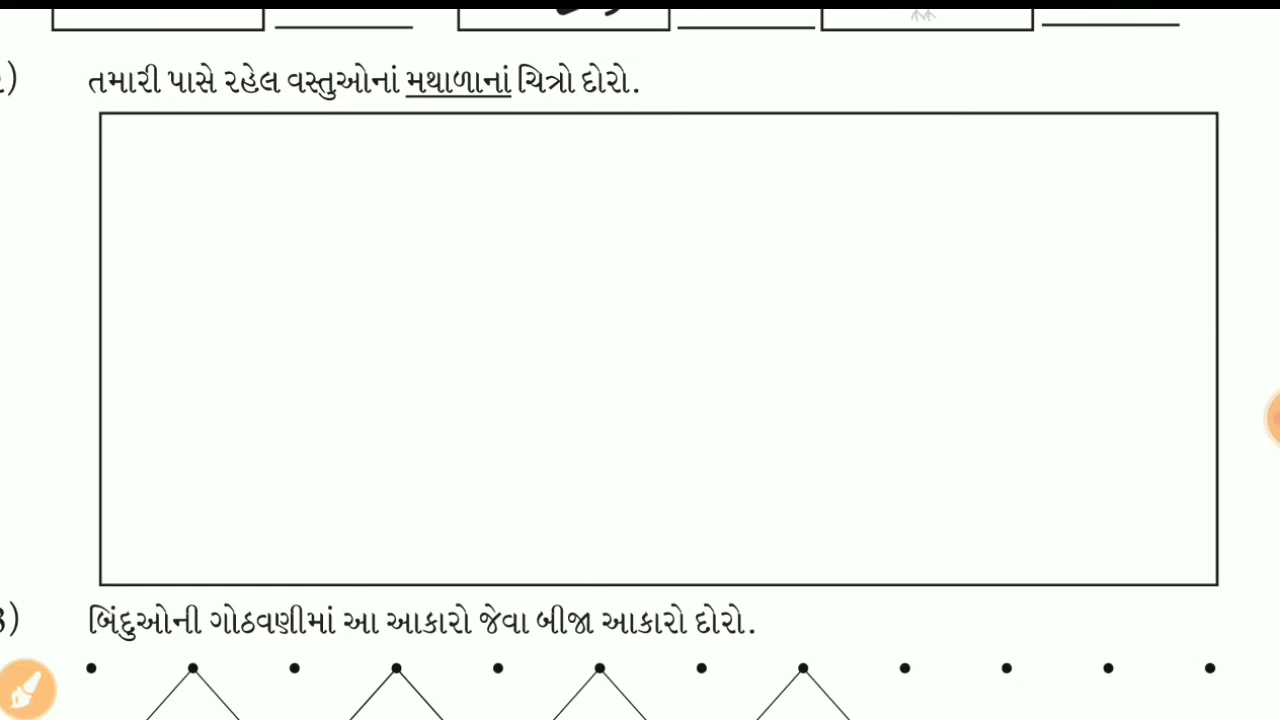 તમારી પાસે રહેલ વસ્તુઓનાં મથાળાનાં ચિત્રો દોરો.
બિંદુઓની ગોઠવણીમાં આ આકારો જેવા બીજા આકારો દોરો.